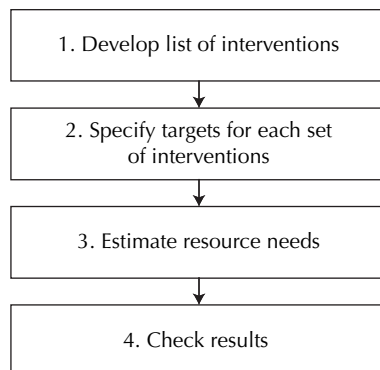 1. Develop list of interventions
2. Specify targets for each set
of interventions
3. Estimate resource needs
4. Check results